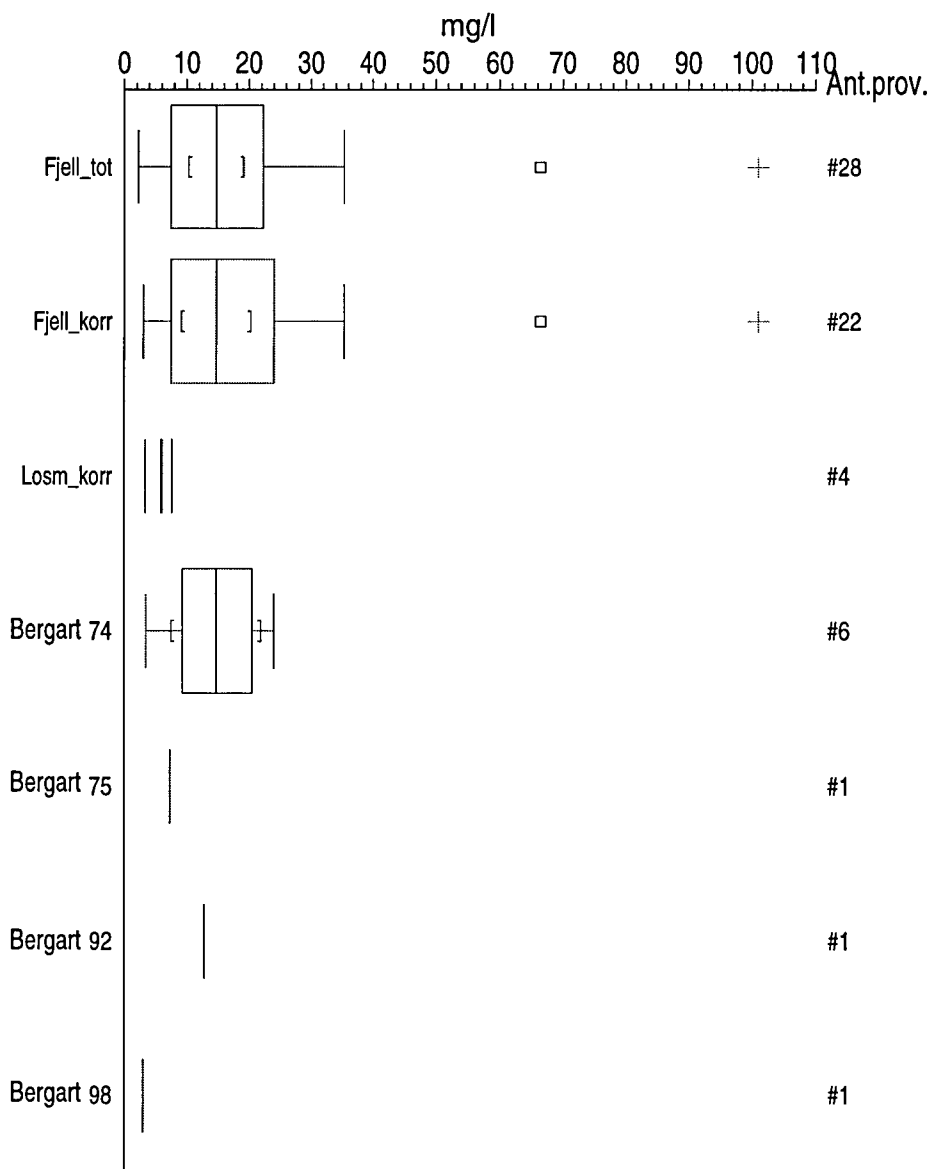 mg/l
0 10 20 30 40 50 60 70 80 90 100 110
Ant.prov.
Fjell_tot #28
Fjell_korr #22
Losm_korr #4
Bergart 74 #6
Bergart 75 #1
Bergart 92 #1
Bergart 98 #1